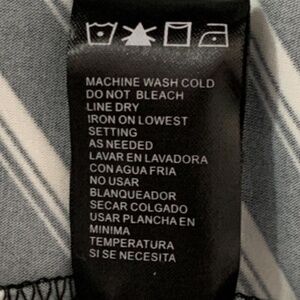 MACHINE WASH COLD
DO NOT BLEACH
LINE DRY
IRON ON LOWEST
SETTING
AS NEEDED
LAVAR EN LAVADORA
CON AGUA FRIA
NO USAR
BLANQUEADOR
SECAR COLGADO
USAR PLANCHA EN
MINIMA
TEMPERATURA
SI SE NECESITA